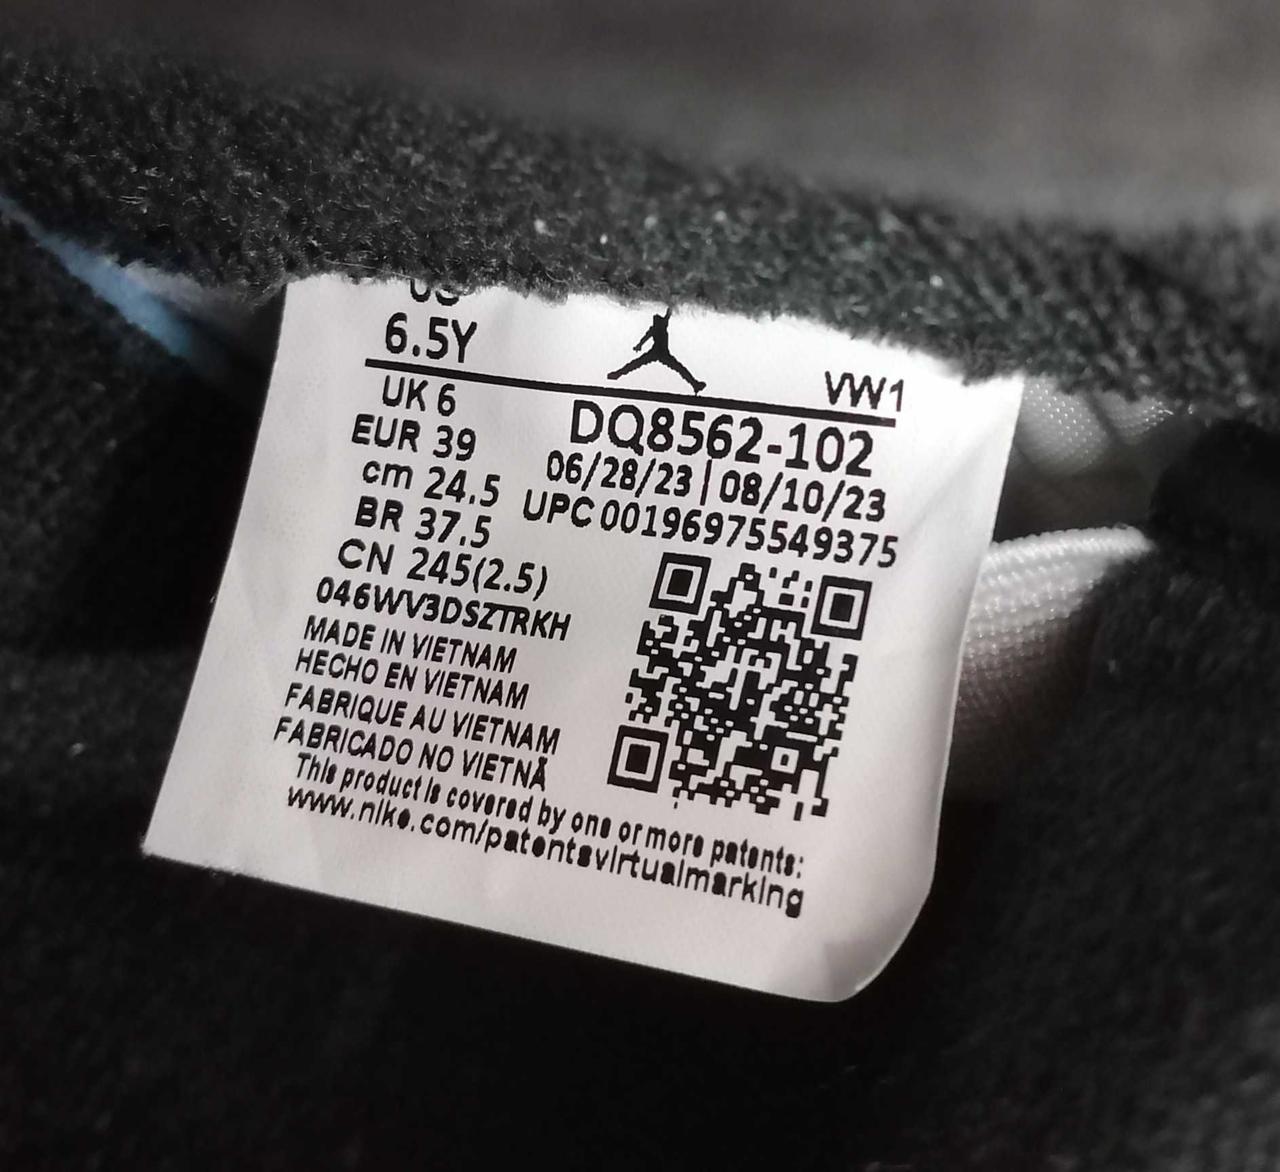 US
6.5Y
VW1
UK 6
EUR 39
cm 24.5
BR 37.5
CN 245(2.5)
DQ8562-102
06/28/23 | 08/10/23
UPC 00196975549375
046WV3DSZTRKH
MADE IN VIETNAM
HECHO EN VIETNAM
FABRIQUE AU VIETNAM
FABRICADO NO VIETNÃ
This product is covered by one or more patents:
www.nike.com/patentsvirtualmarking